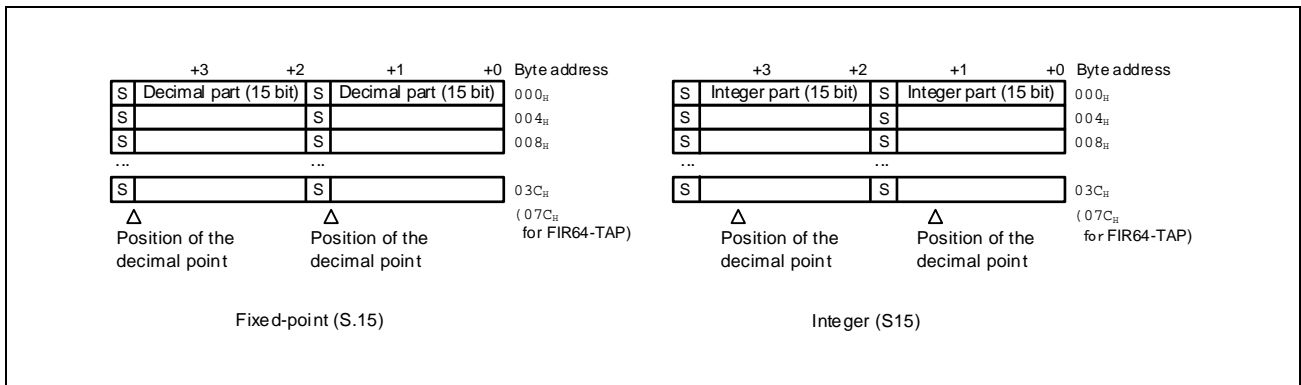 +3 +2 +1 +0 Byte address
S Decimal part (15 bit) S Decimal part (15 bit) 000H
S S 004H
S S 008H
... ...
S S 03CH
(07CH
for FIR64-TAP)
Position of the decimal point
Position of the decimal point
Fixed-point (S.15)
+3 +2 +1 +0 Byte address
S Integer part (15 bit) S Integer part (15 bit) 000H
S S 004H
S S 008H
... ...
S S 03CH
(07CH
for FIR64-TAP)
Position of the decimal point
Position of the decimal point
Integer (S15)